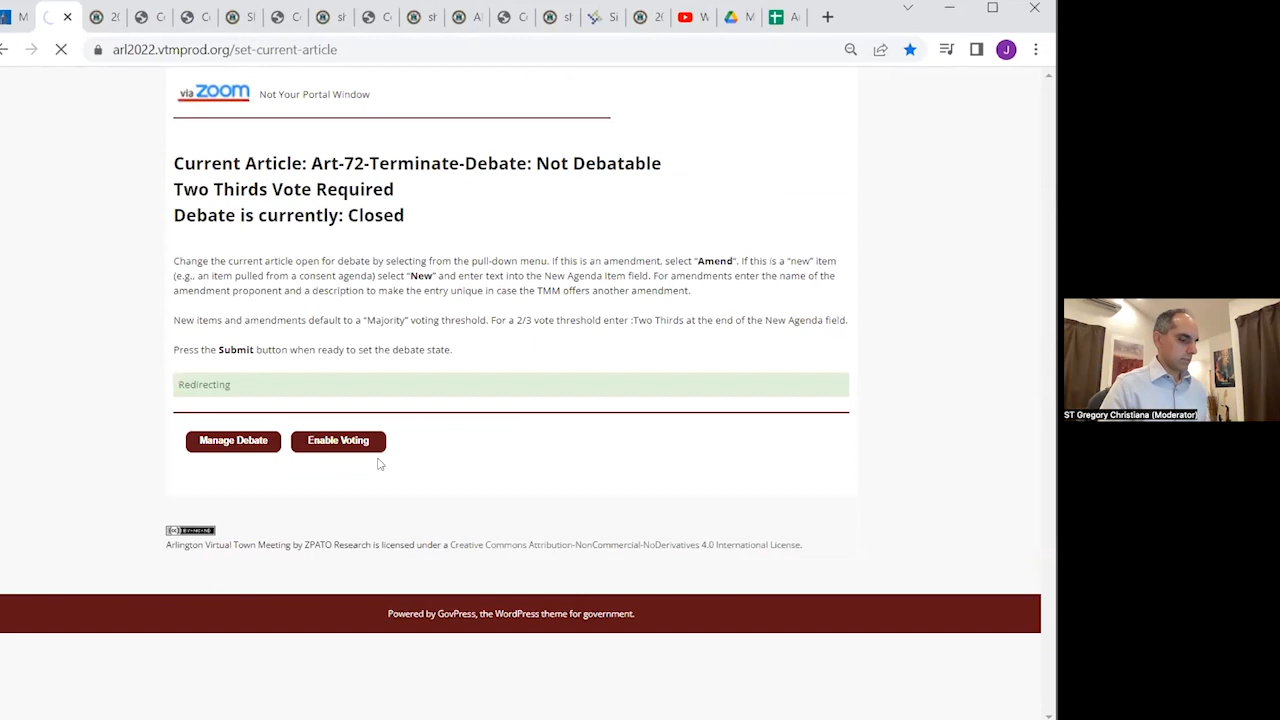 M
2(
C
C
SI
C
sl
C
sl
A
C
sl
Si
2(
W
M
A
arl2022.vtmprod.org/set-current-article
J
via zoom Not Your Portal Window
Current Article: Art-72-Terminate-Debate: Not Debatable
Two Thirds Vote Required
Debate is currently: Closed
Change the current article open for debate by selecting from the pull-down menu. If this is an amendment, select "Amend". If this is a "new" item
(e.g., an item pulled from a consent agenda) select "New" and enter text into the New Agenda Item field. For amendments enter the name of the
amendment proponent and a description to make the entry unique in case the TMM offers another amendment.
New items and amendments default to a "Majority" voting threshold. For a 2/3 vote threshold enter :Two Thirds at the end of the New Agenda field.
Press the Submit button when ready to set the debate state.
Redirecting
Manage Debate Enable Voting
ST Gregory Christiana (Moderator)
Arlington Virtual Town Meeting by ZPATO Research is licensed under a Creative Commons Attribution-NonCommercial-NoDerivatives 4.0 International License.
Powered by GovPress, the WordPress theme for government.